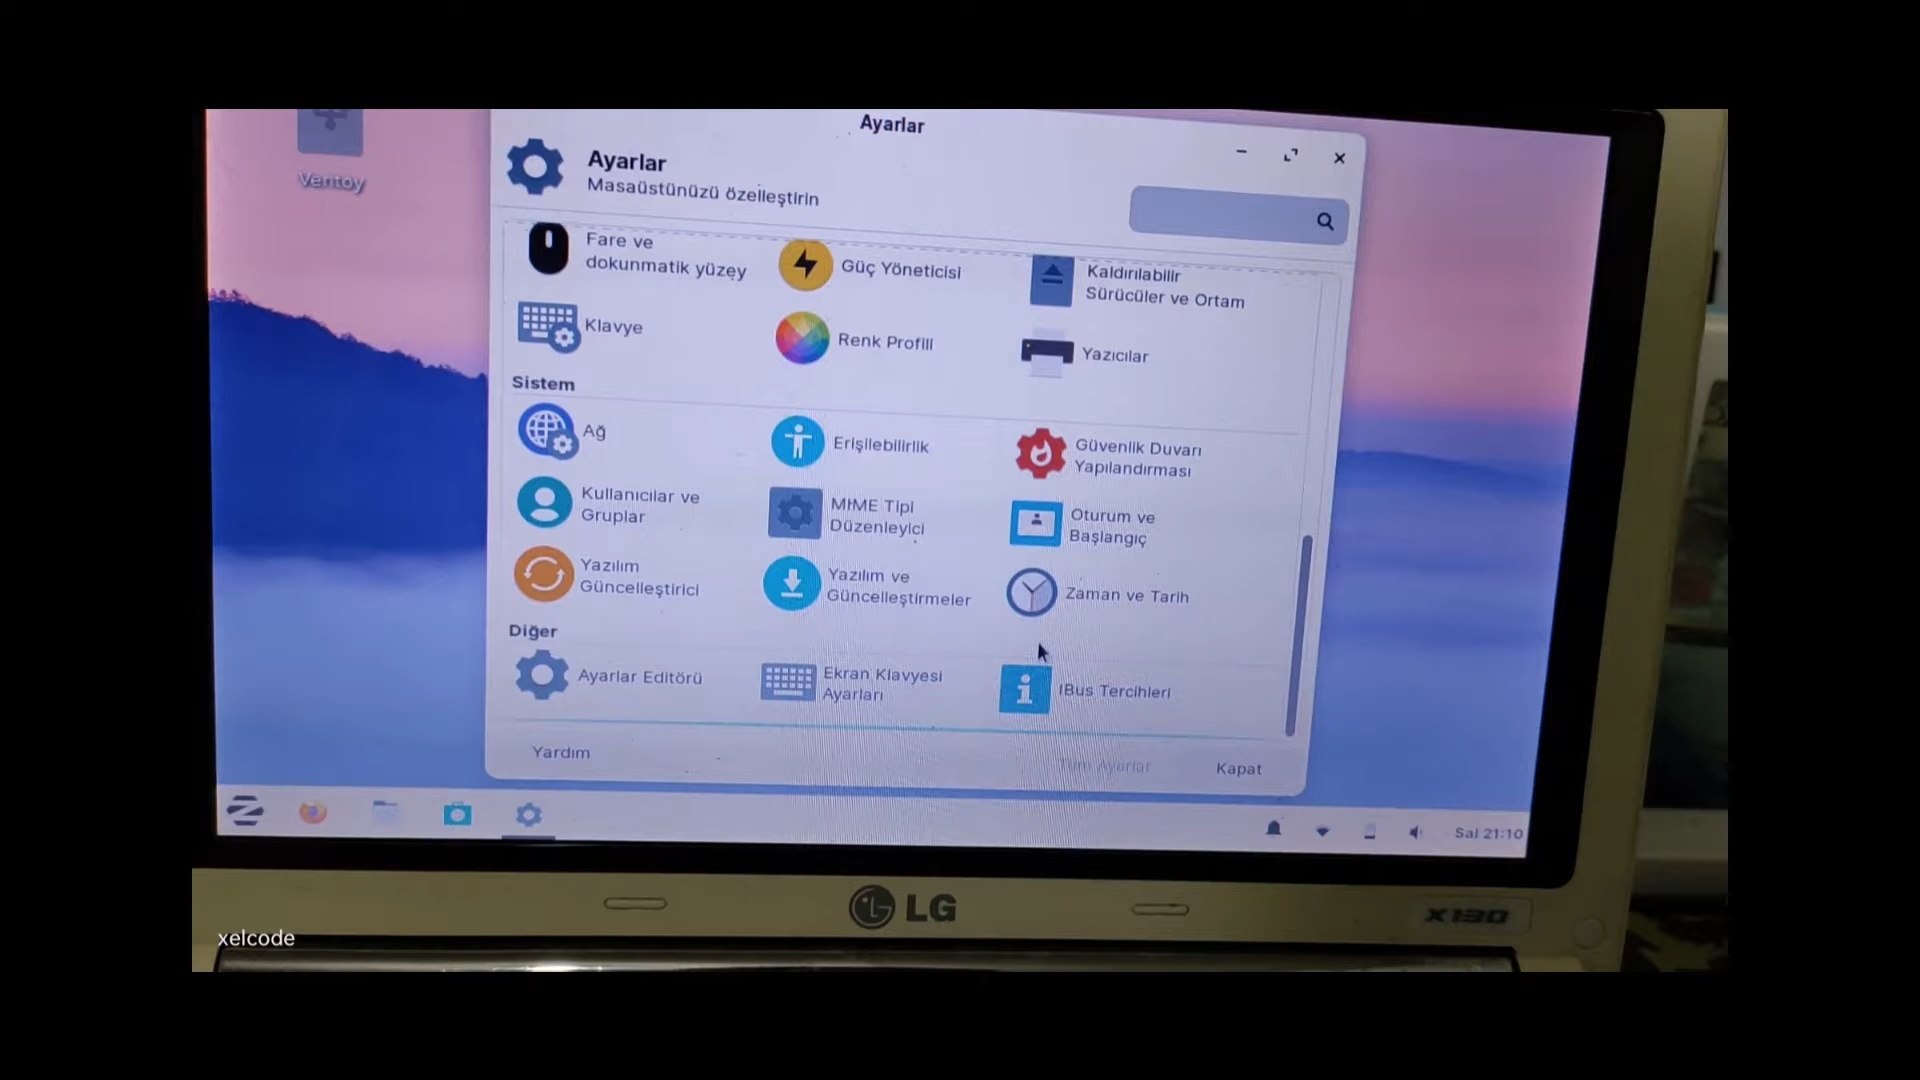 Ayarlar
Ventoy
Ayarlar
Masaüstünüzü özelleştirin
Fare ve
dokunmatik yüzey
Güç Yöneticisi
Kaldırılabilir
Sürücüler ve Ortam
Klavye
Renk Profili
Yazıcılar
Sistem
Ağ
Erişilebilirlik
Güvenlik Duvarı
Yapılandırması
Kullanıcılar ve
Gruplar
MIME Tipi
Düzenleyici
Oturum ve
Başlangıç
Yazılım
Güncelleştirici
Yazılım ve
Güncelleştirmeler
Zaman ve Tarih
Diğer
Ayarlar Editörü
Ekran Klavyesi
Ayarları
IBus Tercihleri
Yardım
Tüm Ayarlar
Kapat
Sal 21:10
LG
X130
xelcode